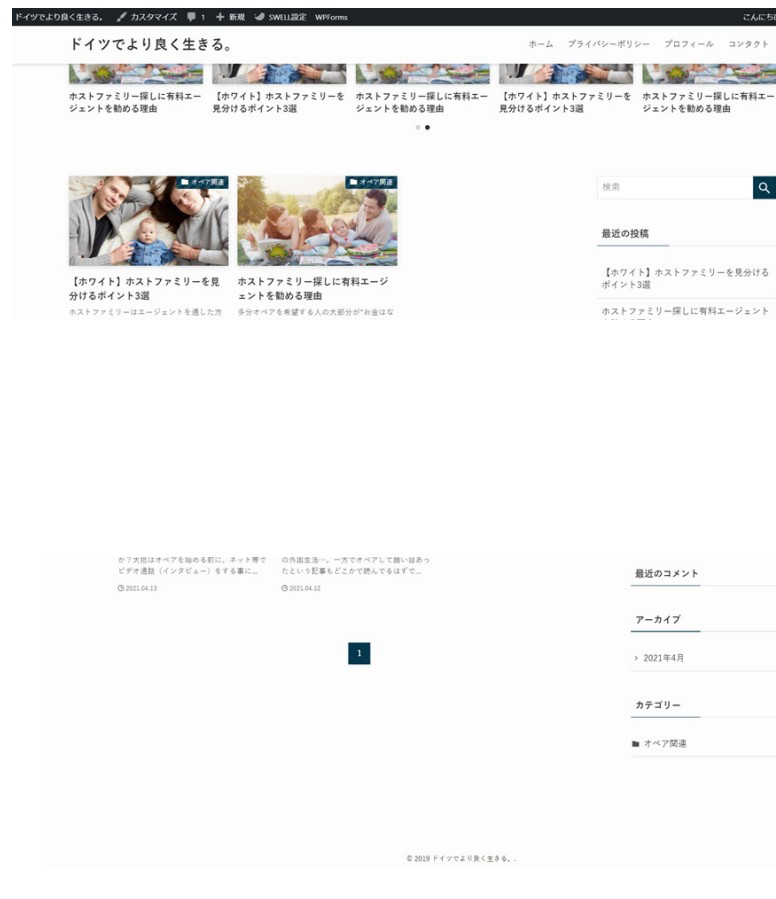 ドイツでより良く生きる。 カスタマイズ 1 新規 SWELL設定 WPForms こんにち
ドイツでより良く生きる。 ホーム プライバシーポリシー プロフィール コンタクト
ホストファミリー探しに有料エー
ジェントを勧める理由
【ホワイト】ホストファミリーを
見分けるポイント3選
ホストファミリー探しに有料エー
ジェントを勧める理由
【ホワイト】ホストファミリーを
見分けるポイント3選
ホストファミリー探しに有料エー
ジェントを勧める理由
オペア関連
【ホワイト】ホストファミリーを見
分けるポイント3選
ホストファミリーはエージェントを通した方
オペア関連
ホストファミリー探しに有料エージ
ェントを勧める理由
多分オペアを希望する人の大部分が"お金はな
検索
最近の投稿
【ホワイト】ホストファミリーを見分ける
ポイント3選
ホストファミリー探しに有料エージェント
か？大抵はオペアを始める前に、ネット等で
ビデオ通話（インタビュー）をする事に...
2021.04.13
の外国生活…。一方でオペアして酷い目あっ
たという記事もどこかで読んでるはずで...
2021.04.12
1
最近のコメント
アーカイブ
2021年4月
カテゴリー
オペア関連
© 2019 ドイツでより良く生きる。.